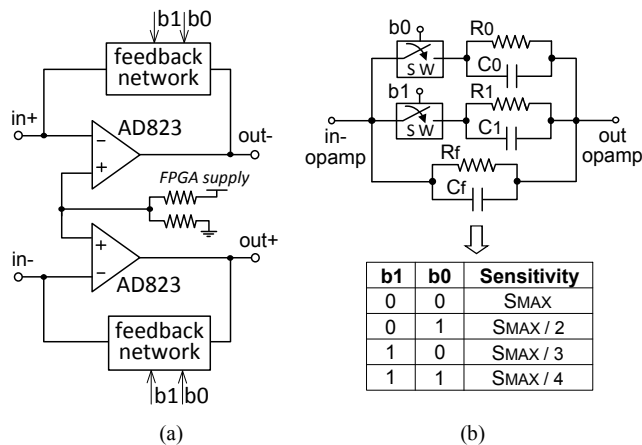 b1 b0
feedback
network
in+
AD823
out-
−
+
FPGA supply
+
−
in-
out+
AD823
feedback
network
b1 b0
(a)
b0
R0
SW
C0
b1
R1
SW
C1
in-
opamp
out
opamp
Rf
Cf
b1 b0 Sensitivity
0 0 SMAX
0 1 SMAX / 2
1 0 SMAX / 3
1 1 SMAX / 4
(b)